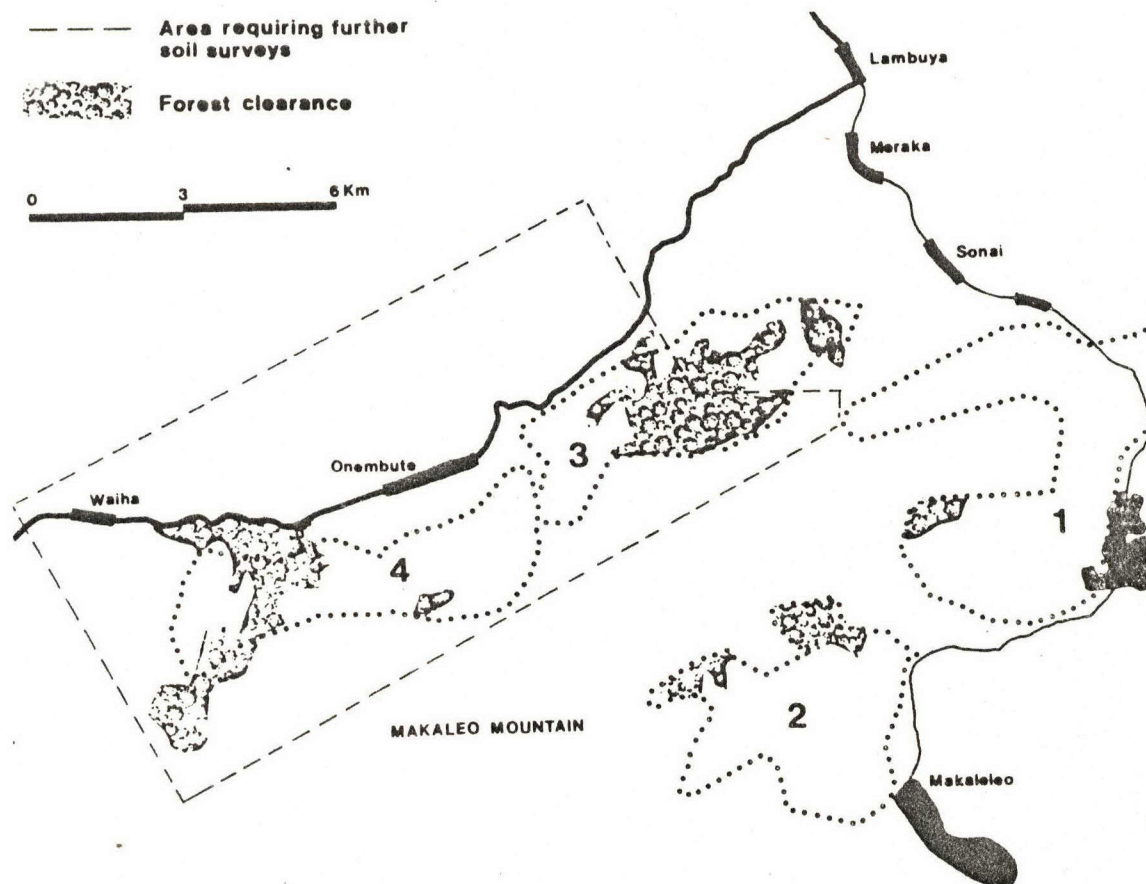 Area requiring further
soil surveys
Forest clearance
0 3 6 Km
Lambuya
Meraka
Sonai
Onembute
Waiha
3
1
4
2
MAKALEO MOUNTAIN
Makaleleo